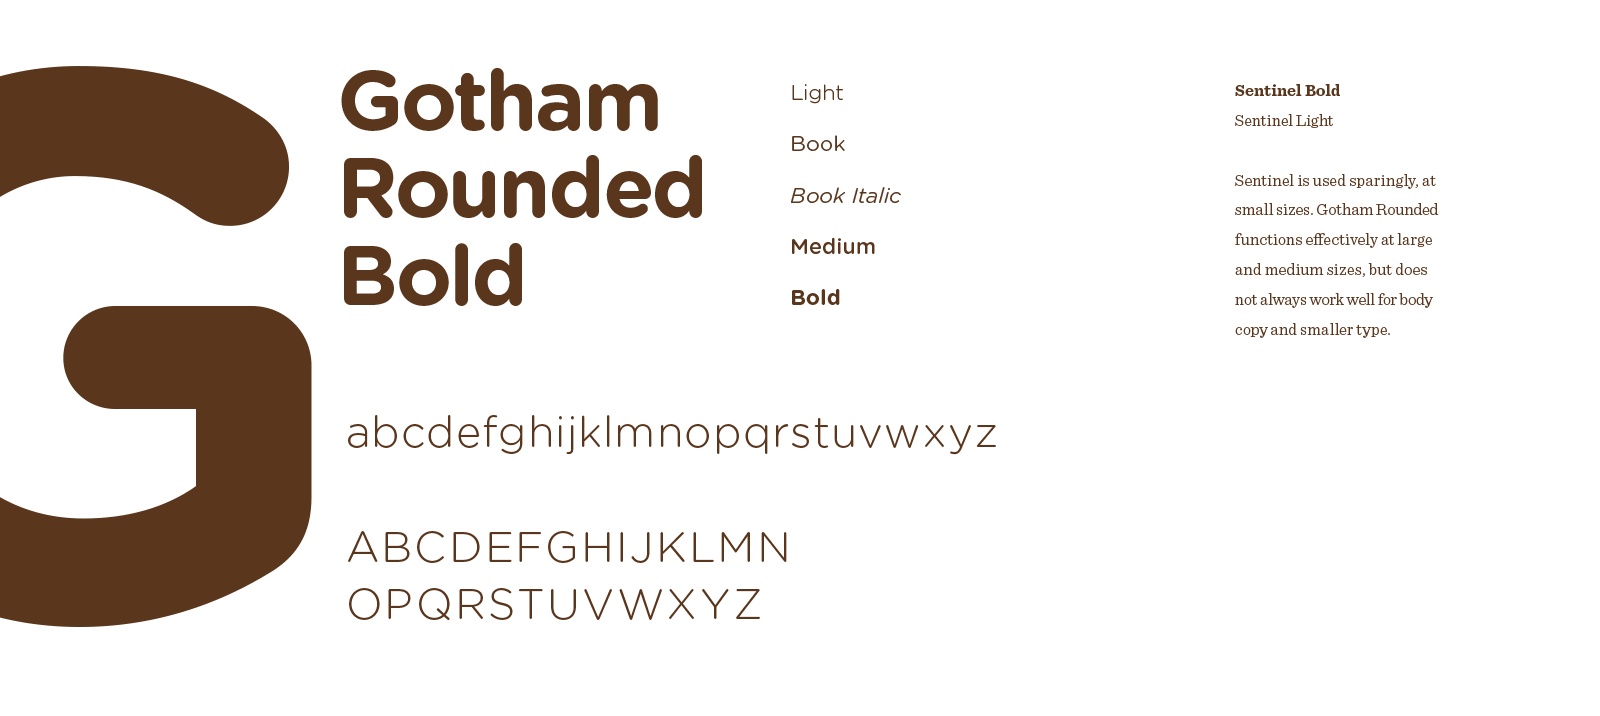 G
Gotham
Rounded
Bold
Light
Book
Book Italic
Medium
Bold
Sentinel Bold
Sentinel Light
Sentinel is used sparingly, at
small sizes. Gotham Rounded
functions effectively at large
and medium sizes, but does
not always work well for body
copy and smaller type.
abcdefghijklmnopqrstuvwxyz
ABCDEFGHIJKLMN
OPQRSTUVWXYZ